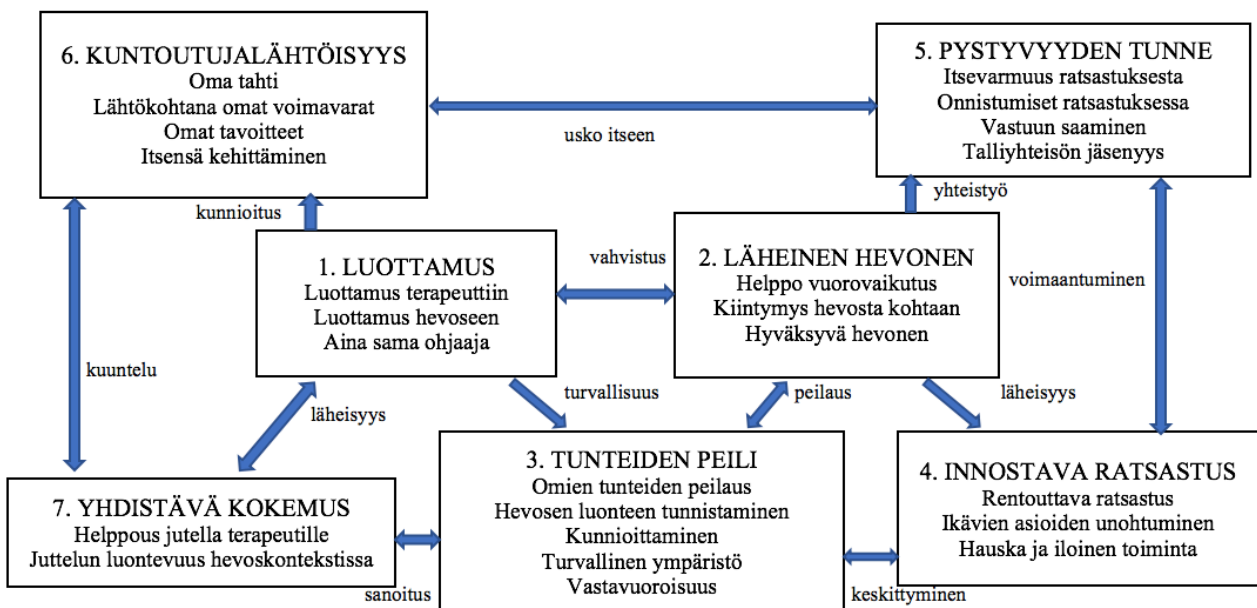 6. KUNTOUTUJALÄHTÖISYYS
Oma tahti
Lähtökohtana omat voimavarat
Omat tavoitteet
Itsensä kehittäminen
5. PYSTYVYYDEN TUNNE
Itsevarmuus ratsastuksesta
Onnistumiset ratsastuksessa
Vastuun saaminen
Talliyhteisön jäsenyys
usko itseen
kunnioitus
yhteistyö
1. LUOTTAMUS
Luottamus terapeuttiin
Luottamus hevoseen
Aina sama ohjaaja
vahvistus
2. LÄHEINEN HEVONEN
Helppo vuorovaikutus
Kiintymys hevosta kohtaan
Hyväksyvä hevonen
voimaantuminen
kuuntelu
läheisyys
turvallisuus
peilaus
läheisyys
7. YHDISTÄVÄ KOKEMUS
Helppous jutella terapeutille
Juttelun luontevuus hevoskontekstissa
3. TUNTEIDEN PEILI
Omien tunteiden peilaus
Hevosen luonteen tunnistaminen
Kunnioittaminen
Turvallinen ympäristö
Vastavuoroisuus
4. INNOSTAVA RATSASTUS
Rentouttava ratsastus
Ikävien asioiden unohtuminen
Hauska ja iloinen toiminta
sanoitus
keskittyminen